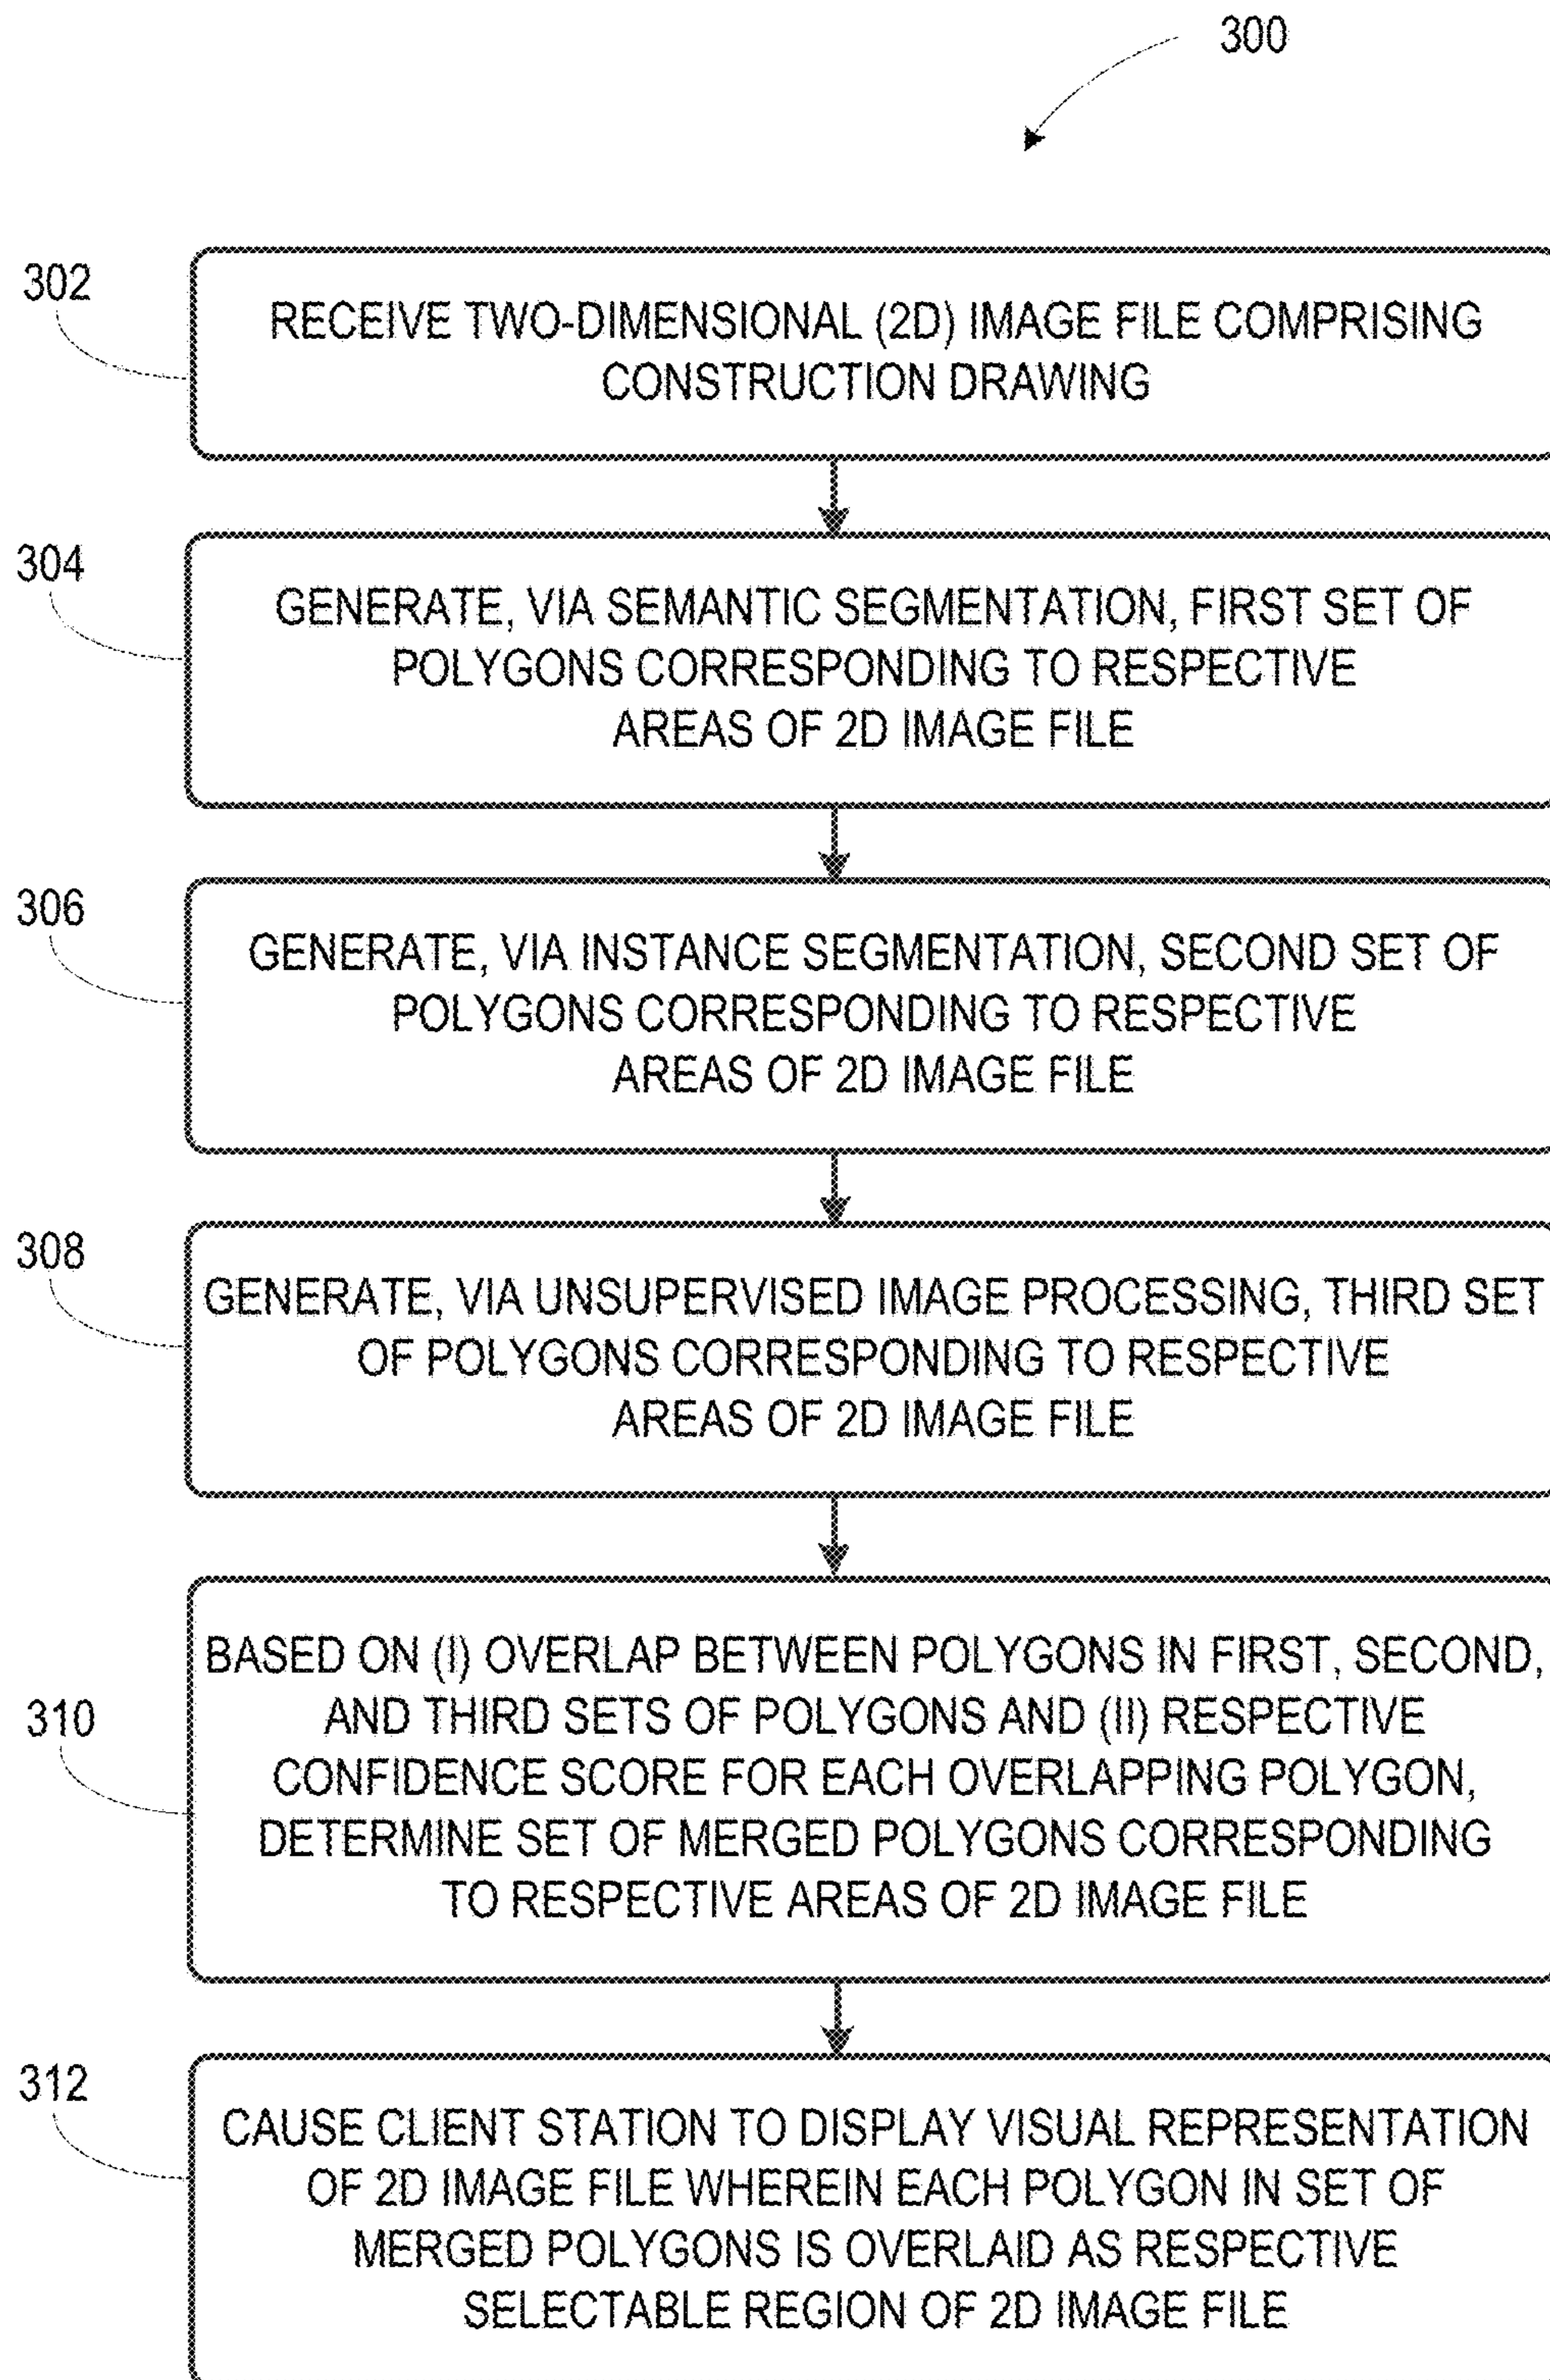 300
302
RECEIVE TWO-DIMENSIONAL (2D) IMAGE FILE COMPRISING
CONSTRUCTION DRAWING
304
GENERATE, VIA SEMANTIC SEGMENTATION, FIRST SET OF
POLYGONS CORRESPONDING TO RESPECTIVE
AREAS OF 2D IMAGE FILE
306
GENERATE, VIA INSTANCE SEGMENTATION, SECOND SET OF
POLYGONS CORRESPONDING TO RESPECTIVE
AREAS OF 2D IMAGE FILE
308
GENERATE, VIA UNSUPERVISED IMAGE PROCESSING, THIRD SET
OF POLYGONS CORRESPONDING TO RESPECTIVE
AREAS OF 2D IMAGE FILE
310
BASED ON (I) OVERLAP BETWEEN POLYGONS IN FIRST, SECOND,
AND THIRD SETS OF POLYGONS AND (II) RESPECTIVE
CONFIDENCE SCORE FOR EACH OVERLAPPING POLYGON,
DETERMINE SET OF MERGED POLYGONS CORRESPONDING
TO RESPECTIVE AREAS OF 2D IMAGE FILE
312
CAUSE CLIENT STATION TO DISPLAY VISUAL REPRESENTATION
OF 2D IMAGE FILE WHEREIN EACH POLYGON IN SET OF
MERGED POLYGONS IS OVERLAID AS RESPECTIVE
SELECTABLE REGION OF 2D IMAGE FILE